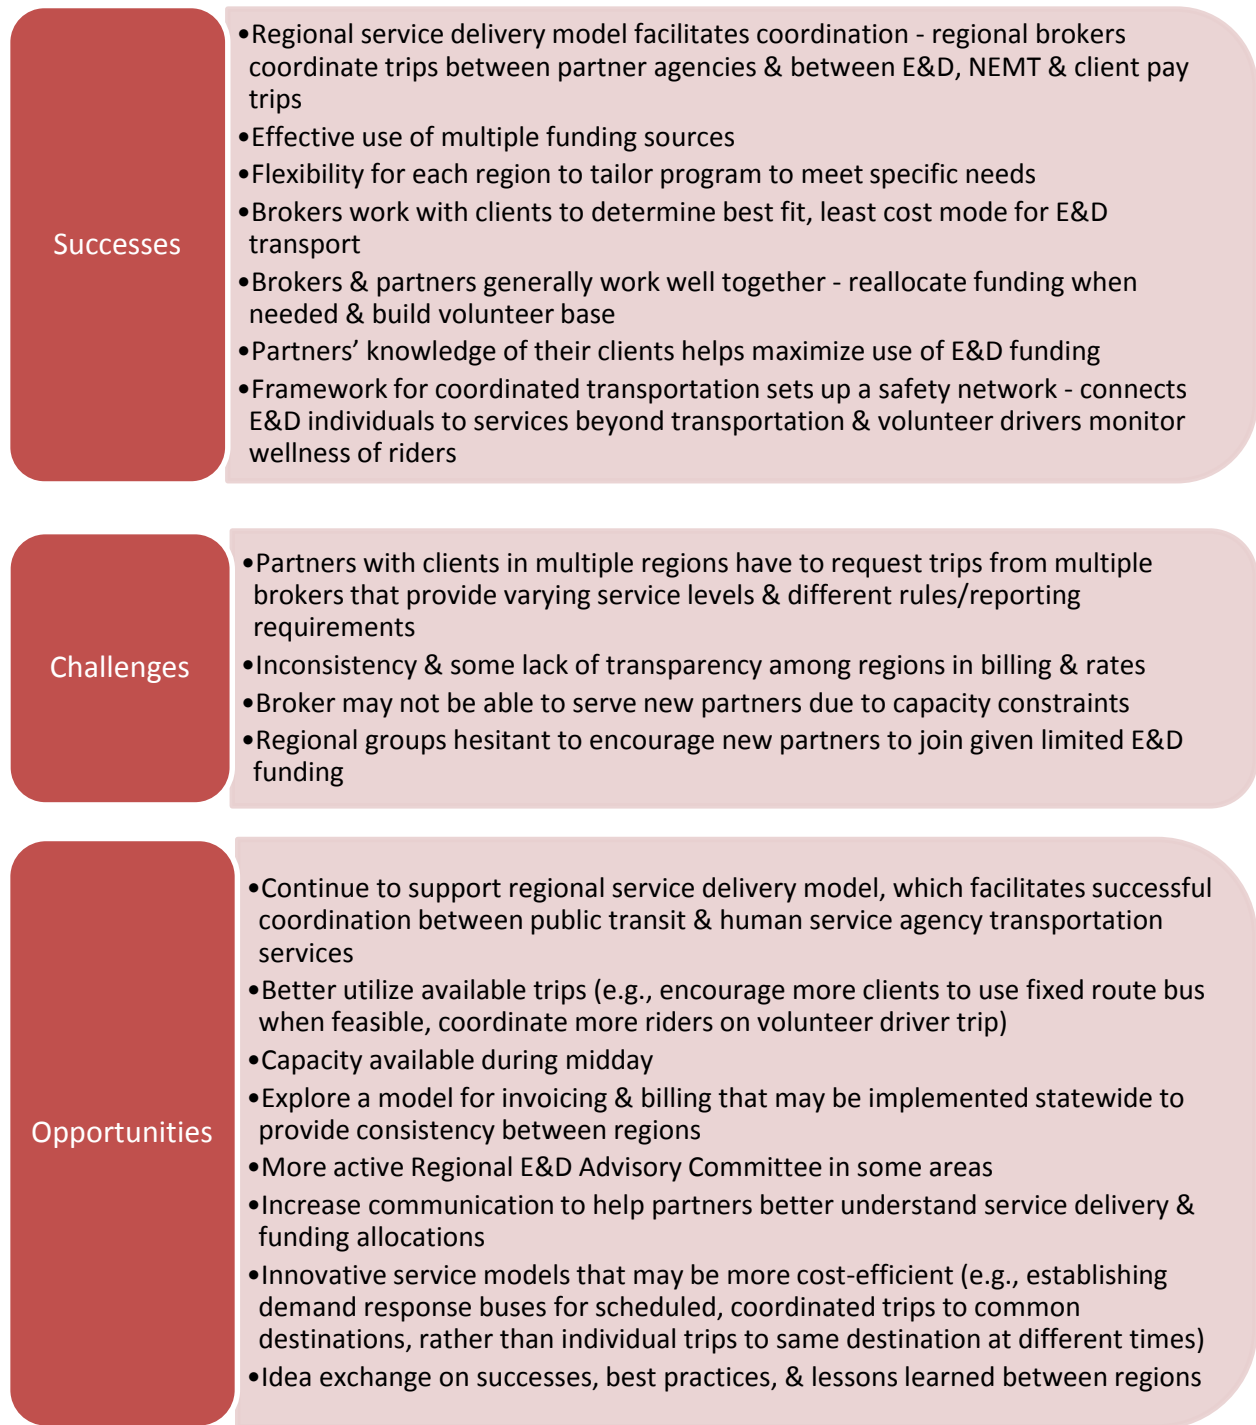 Successes
•Regional service delivery model facilitates coordination - regional brokers
coordinate trips between partner agencies & between E&D, NEMT & client pay
trips
•Effective use of multiple funding sources
•Flexibility for each region to tailor program to meet specific needs
•Brokers work with clients to determine best fit, least cost mode for E&D
transport
•Brokers & partners generally work well together - reallocate funding when
needed & build volunteer base
•Partners’ knowledge of their clients helps maximize use of E&D funding
•Framework for coordinated transportation sets up a safety network - connects
E&D individuals to services beyond transportation & volunteer drivers monitor
wellness of riders
Challenges
•Partners with clients in multiple regions have to request trips from multiple
brokers that provide varying service levels & different rules/reporting
requirements
•Inconsistency & some lack of transparency among regions in billing & rates
•Broker may not be able to serve new partners due to capacity constraints
•Regional groups hesitant to encourage new partners to join given limited E&D
funding
Opportunities
•Continue to support regional service delivery model, which facilitates successful
coordination between public transit & human service agency transportation
services
•Better utilize available trips (e.g., encourage more clients to use fixed route bus
when feasible, coordinate more riders on volunteer driver trip)
•Capacity available during midday
•Explore a model for invoicing & billing that may be implemented statewide to
provide consistency between regions
•More active Regional E&D Advisory Committee in some areas
•Increase communication to help partners better understand service delivery &
funding allocations
•Innovative service models that may be more cost-efficient (e.g., establishing
demand response buses for scheduled, coordinated trips to common
destinations, rather than individual trips to same destination at different times)
•Idea exchange on successes, best practices, & lessons learned between regions